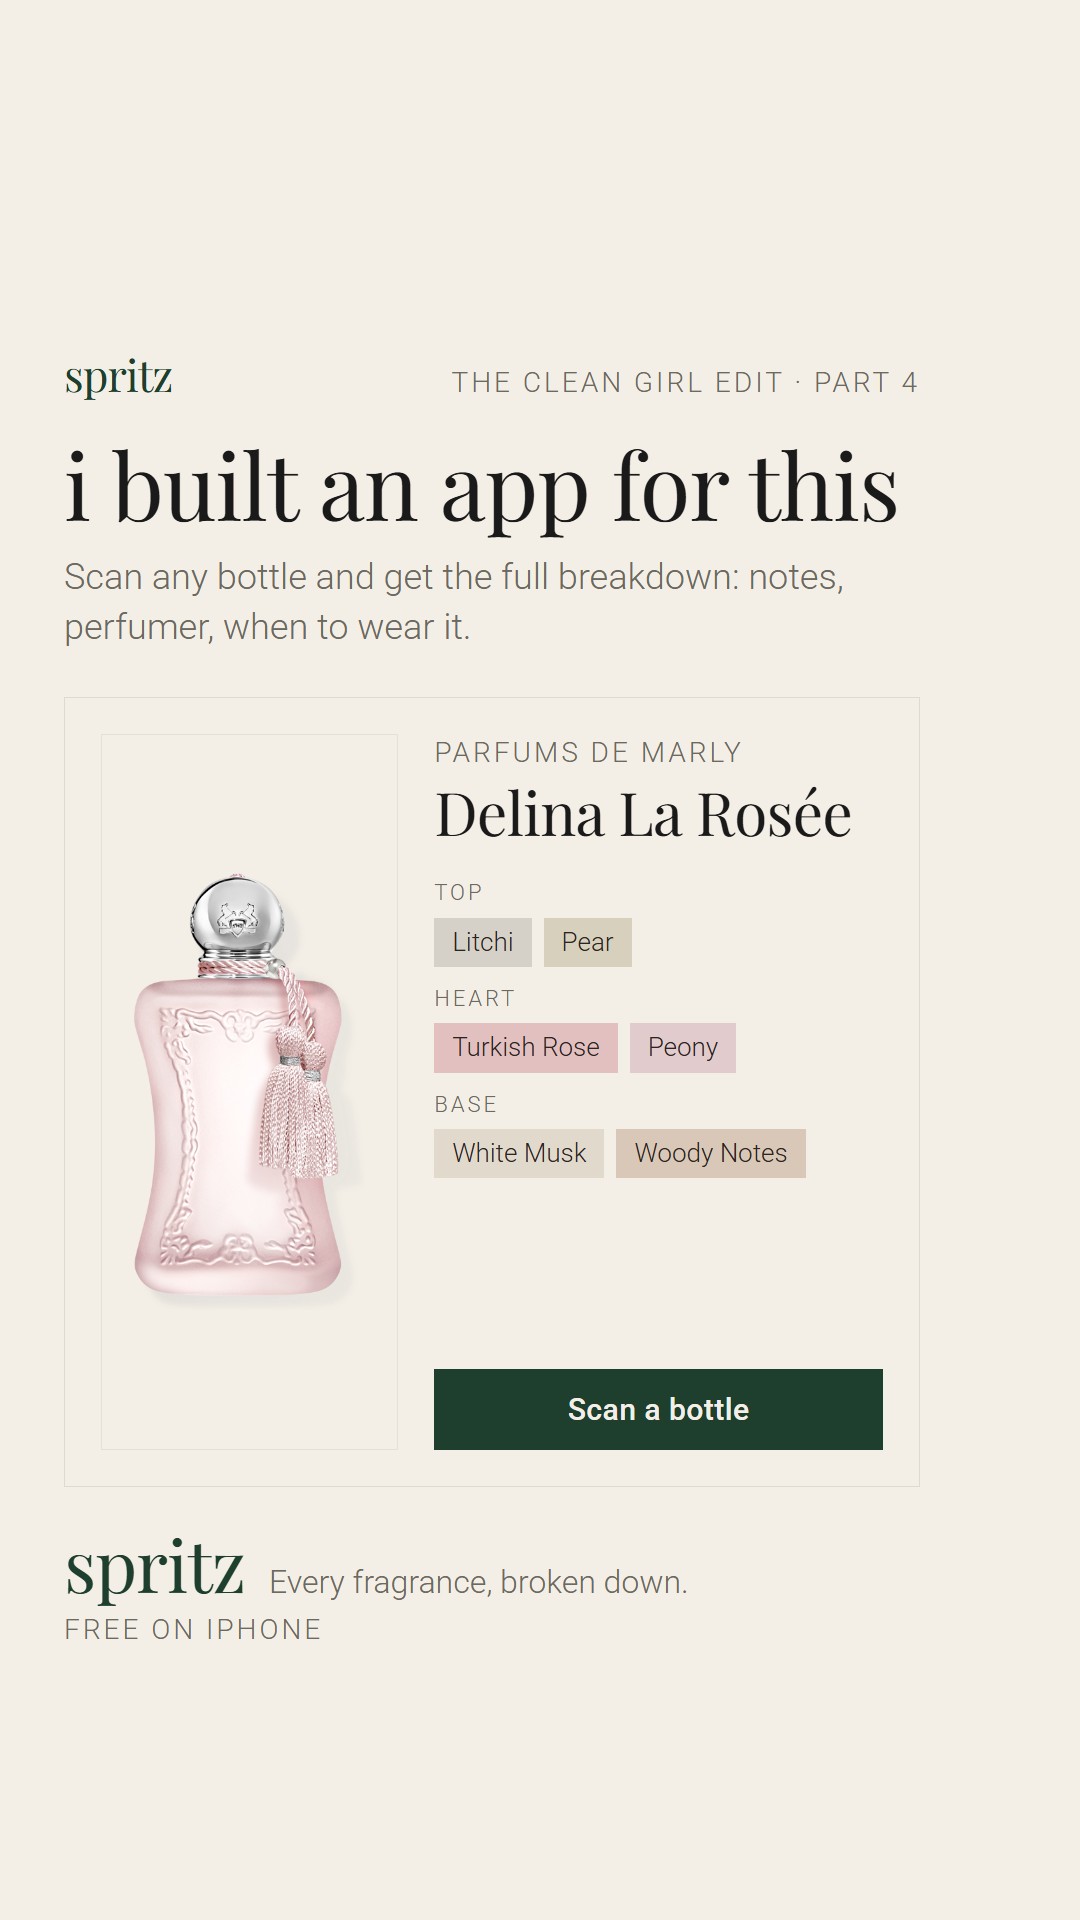 spritz
THE CLEAN GIRL EDIT · PART 4
i built an app for this
Scan any bottle and get the full breakdown: notes,
perfumer, when to wear it.
PARFUMS DE MARLY
Delina La Rosée
TOP
Litchi
Pear
HEART
Turkish Rose
Peony
BASE
White Musk
Woody Notes
Scan a bottle
spritz
Every fragrance, broken down.
FREE ON IPHONE